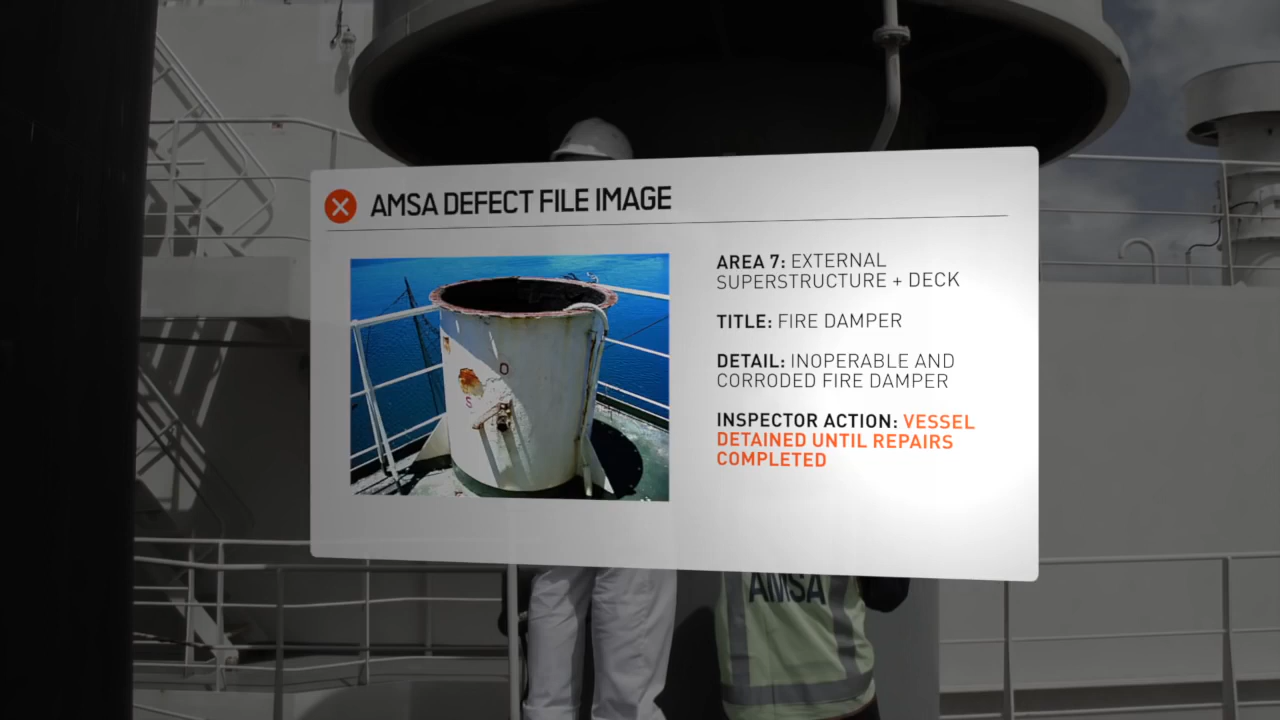 AMSA DEFECT FILE IMAGE
AREA 7: EXTERNAL
SUPERSTRUCTURE + DECK
TITLE: FIRE DAMPER
DETAIL: INOPERABLE AND
CORRODED FIRE DAMPER
INSPECTOR ACTION: VESSEL
DETAINED UNTIL REPAIRS
COMPLETED
O
S
AMSA